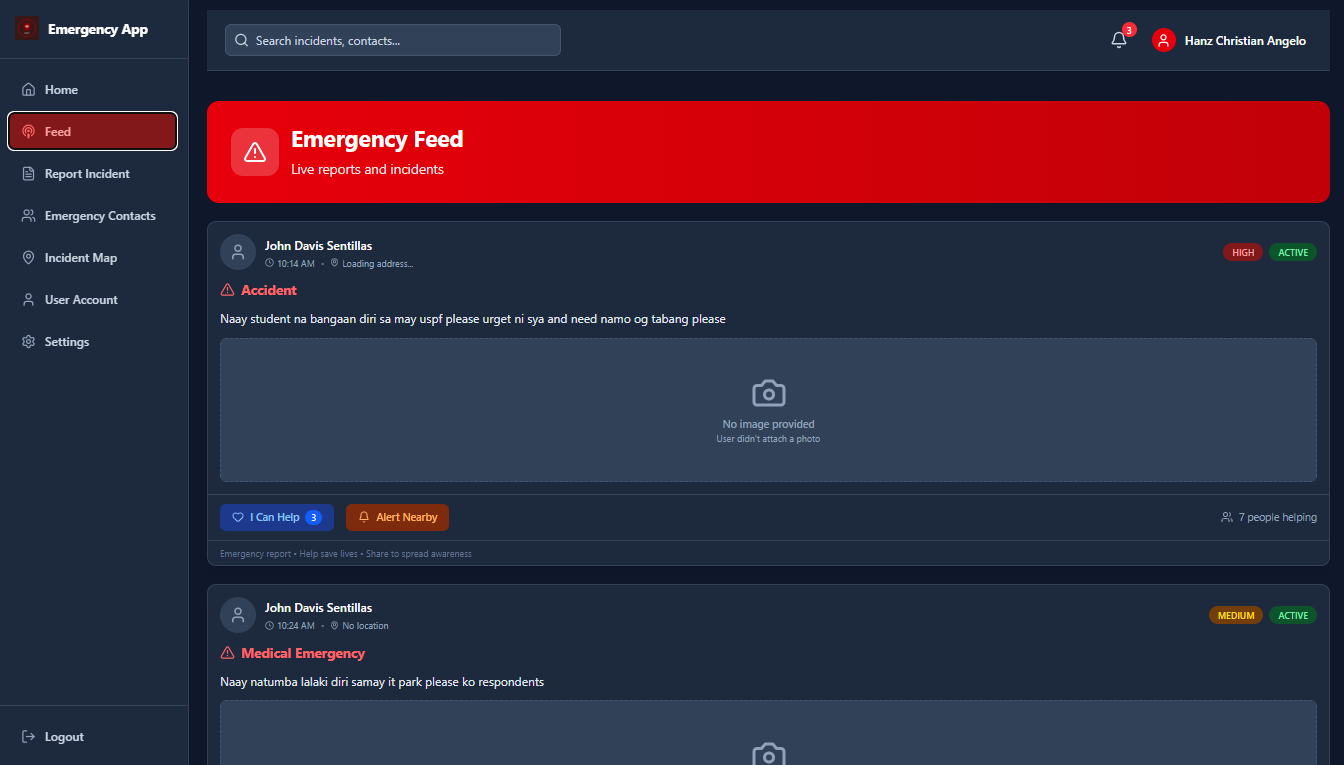 Emergency App
Search incidents, contacts...
3
Hanz Christian Angelo
Home
Feed
Report Incident
Emergency Contacts
Incident Map
User Account
Settings
Logout
Emergency Feed
Live reports and incidents
John Davis Sentillas
10:14 AM • Loading address...
HIGH
ACTIVE
Accident
Naay student na bangaan diri sa may uspf please urget ni sya and need namo og tabang please
No image provided
User didn't attach a photo
I Can Help 3
Alert Nearby
7 people helping
Emergency report • Help save lives • Share to spread awareness
John Davis Sentillas
10:24 AM • No location
MEDIUM
ACTIVE
Medical Emergency
Naay natumba lalaki diri samay it park please ko respondents